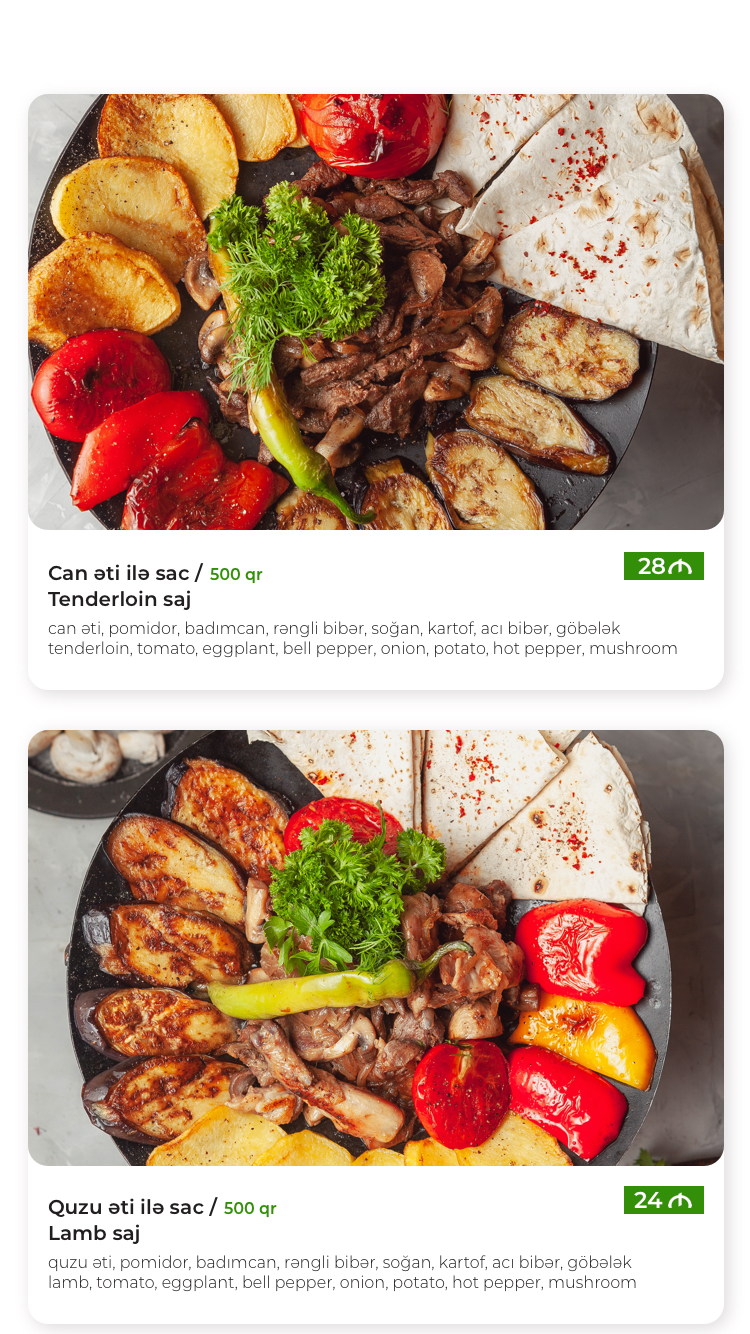 Can əti ilə sac / 500 qr
28₼
Tenderloin saj
can əti, pomidor, badımcan, rəngli bibər, soğan, kartof, acı bibər, göbələk
tenderloin, tomato, eggplant, bell pepper, onion, potato, hot pepper, mushroom
Quzu əti ilə sac / 500 qr
24 ₼
Lamb saj
quzu əti, pomidor, badımcan, rəngli bibər, soğan, kartof, acı bibər, göbələk
lamb, tomato, eggplant, bell pepper, onion, potato, hot pepper, mushroom